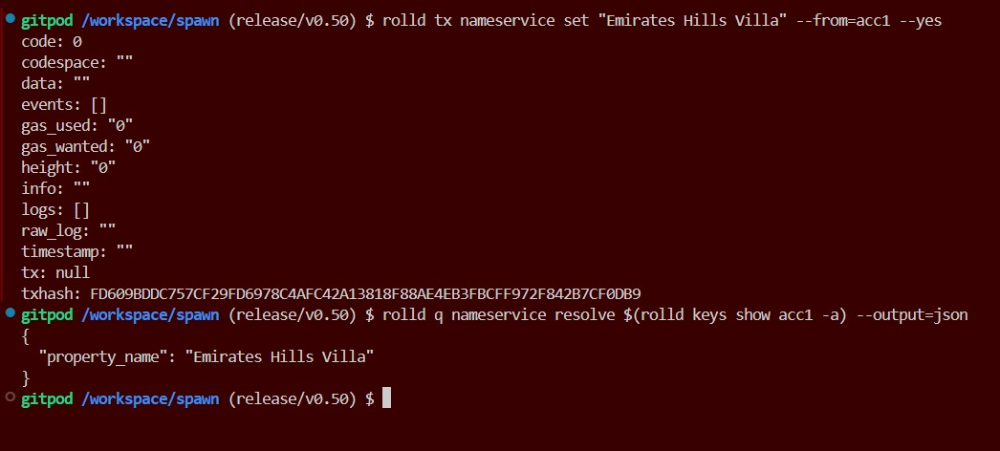 gitpod /workspace/spawn (release/v0.50) $ rolld tx nameservice set "Emirates Hills Villa" --from=acc1 --yes
code: 0
codespace: ""
data: ""
events: []
gas_used: "0"
gas_wanted: "0"
height: "0"
info: ""
logs: []
raw_log: ""
timestamp: ""
tx: null
txhash: FD609BDDC757CF29FD6978C4AFC42A13818F88AE4EB3FBCFF972F842B7CF0DB9
gitpod /workspace/spawn (release/v0.50) $ rolld q nameservice resolve $(rolld keys show acc1 -a) --output=json
{
  "property_name": "Emirates Hills Villa"
}
gitpod /workspace/spawn (release/v0.50) $